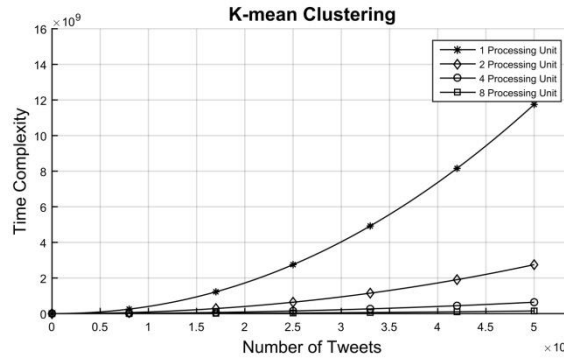 K-mean Clustering
×10⁹
16
14
12
10
8
6
4
2
0
Time Complexity
1 Processing Unit
2 Processing Unit
4 Processing Unit
8 Processing Unit
0 0.5 1 1.5 2 2.5 3 3.5 4 4.5 5
×10
Number of Tweets